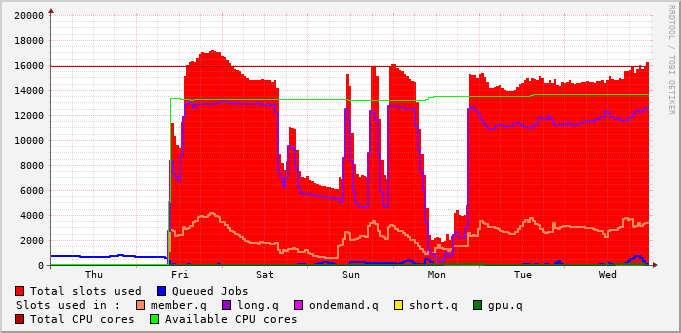 20000
18000
16000
14000
12000
10000
8000
6000
4000
2000
0
Thu Fri Sat Sun Mon Tue Wed
RRDTOOL / TOBI OETIKER
Total slots used Queued Jobs
Slots used in : member.q long.q ondemand.q short.q gpu.q
Total CPU cores Available CPU cores